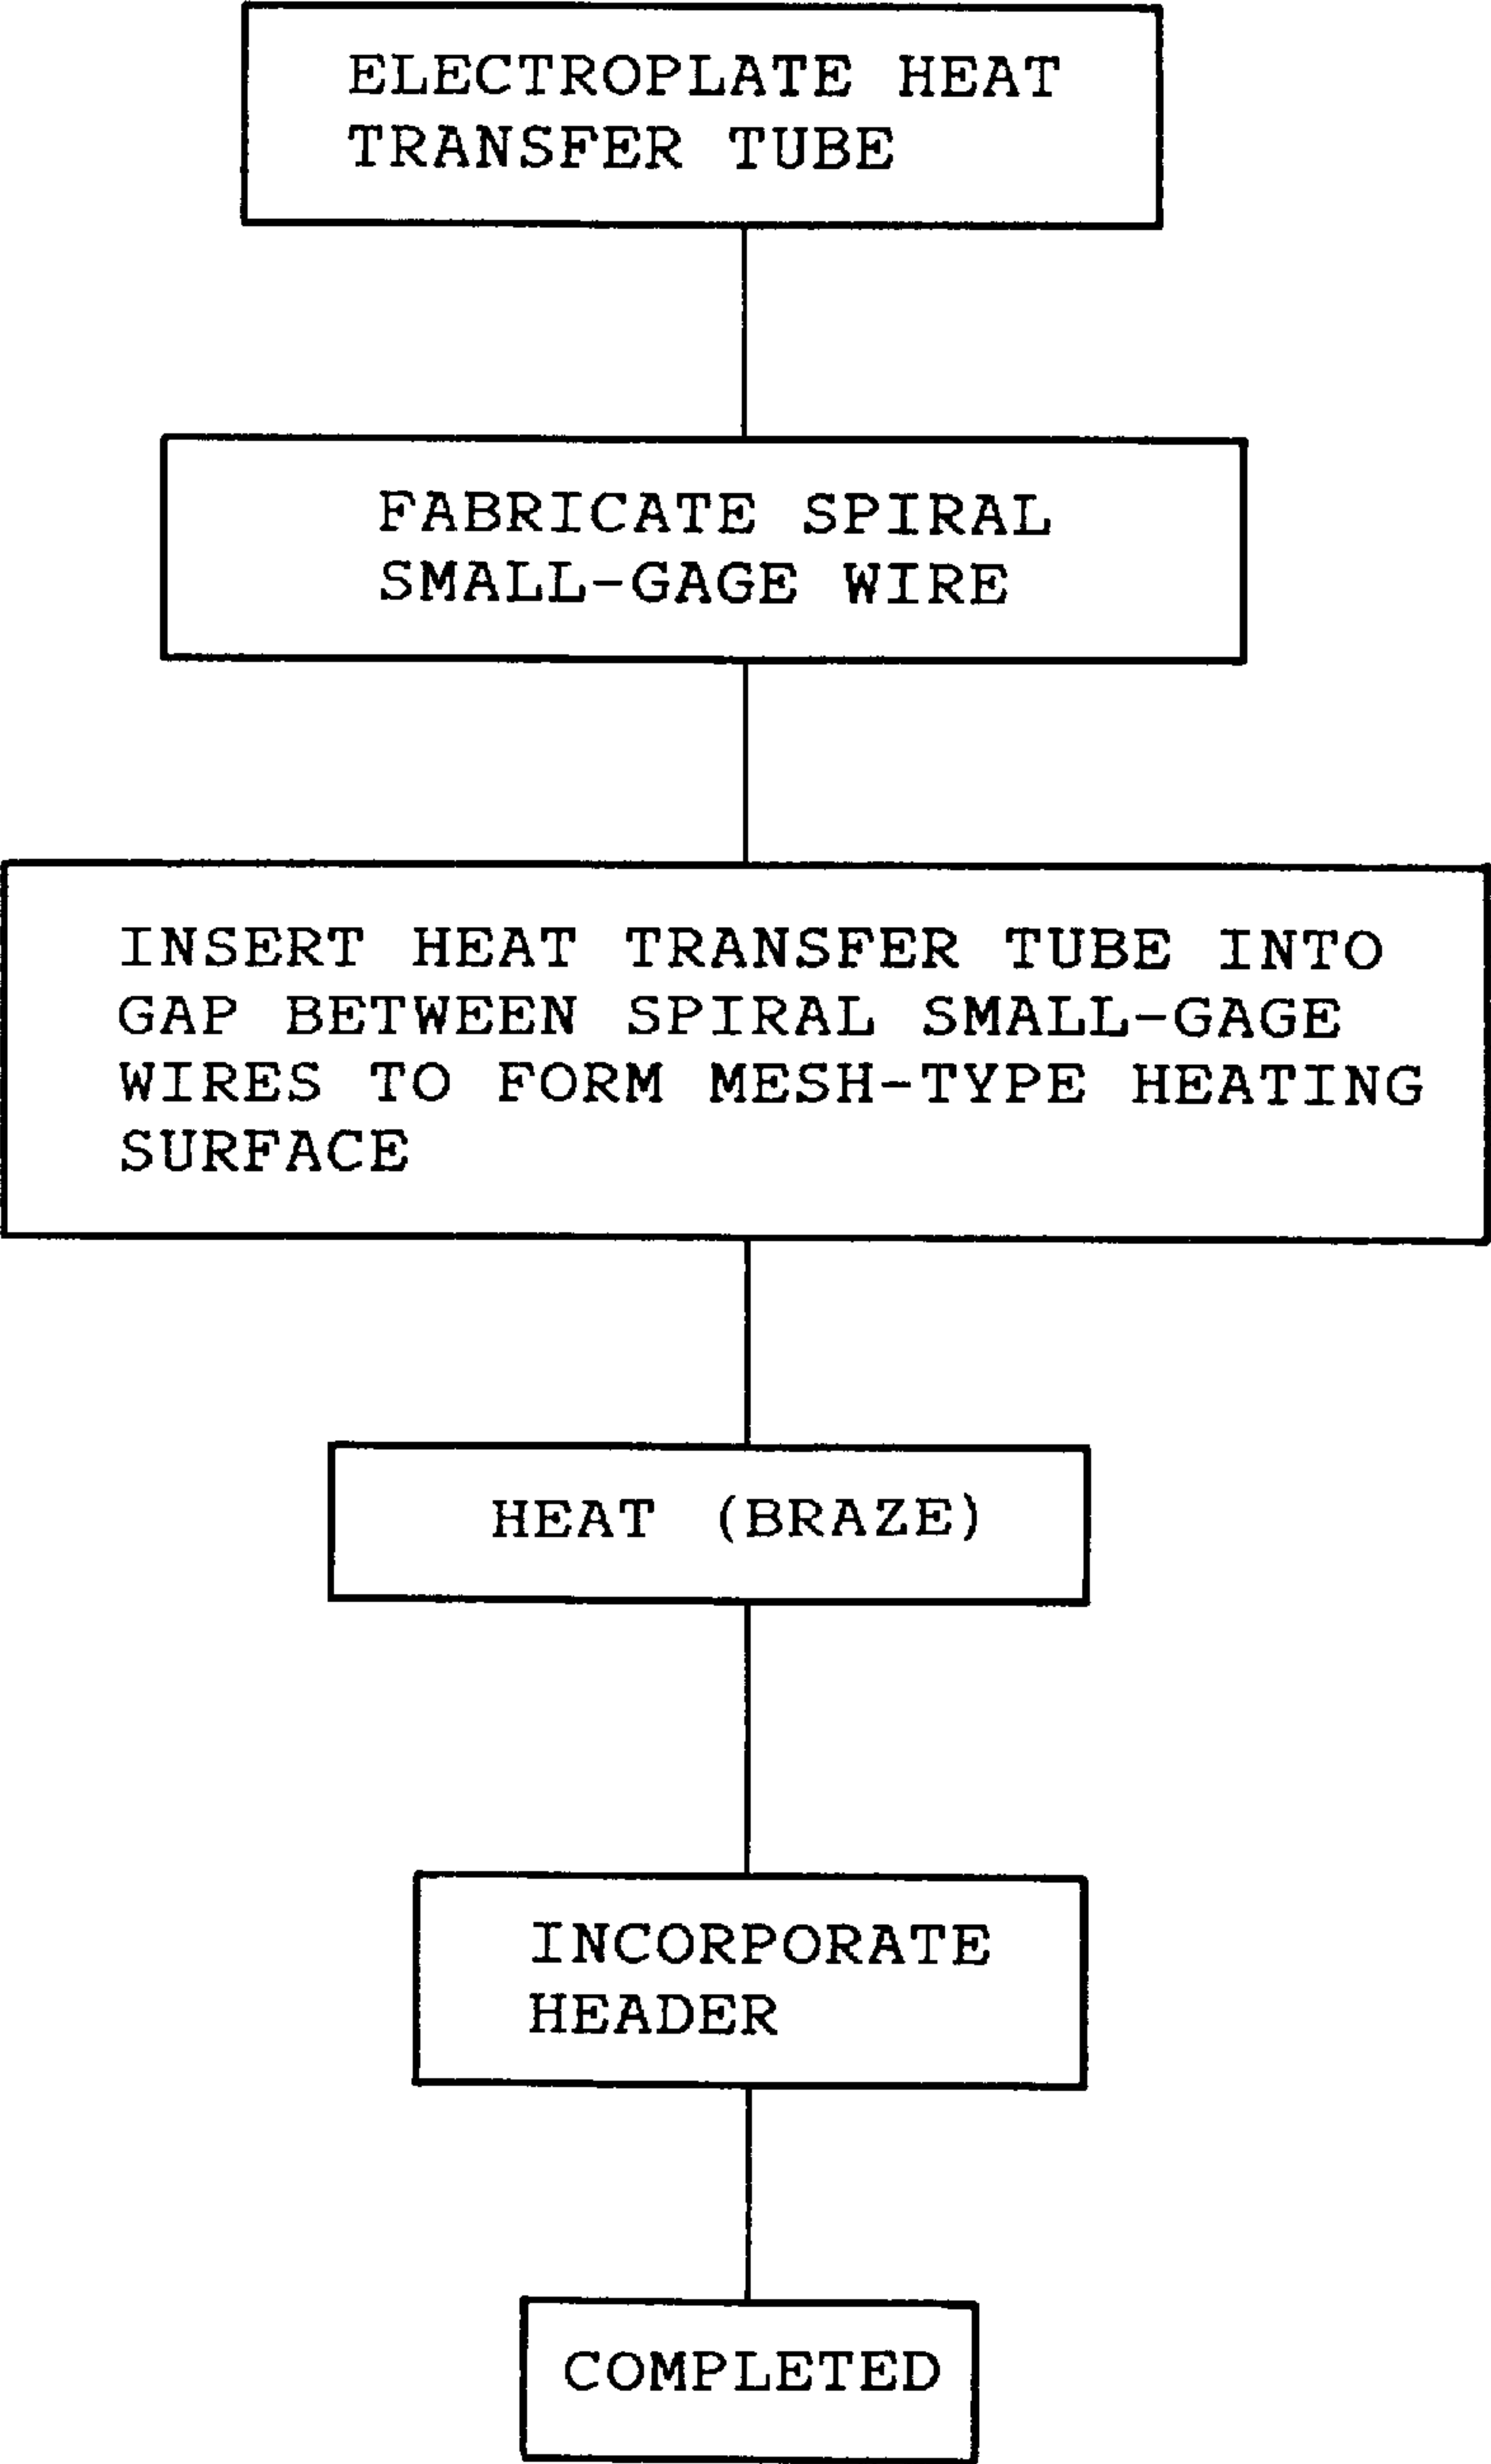 ELECTROPLATE HEAT
TRANSFER TUBE
FABRICATE SPIRAL
SMALL-GAGE WIRE
INSERT HEAT TRANSFER TUBE INTO
GAP BETWEEN SPIRAL SMALL-GAGE
WIRES TO FORM MESH-TYPE HEATING
SURFACE
HEAT (BRAZE)
INCORPORATE
HEADER
COMPLETED